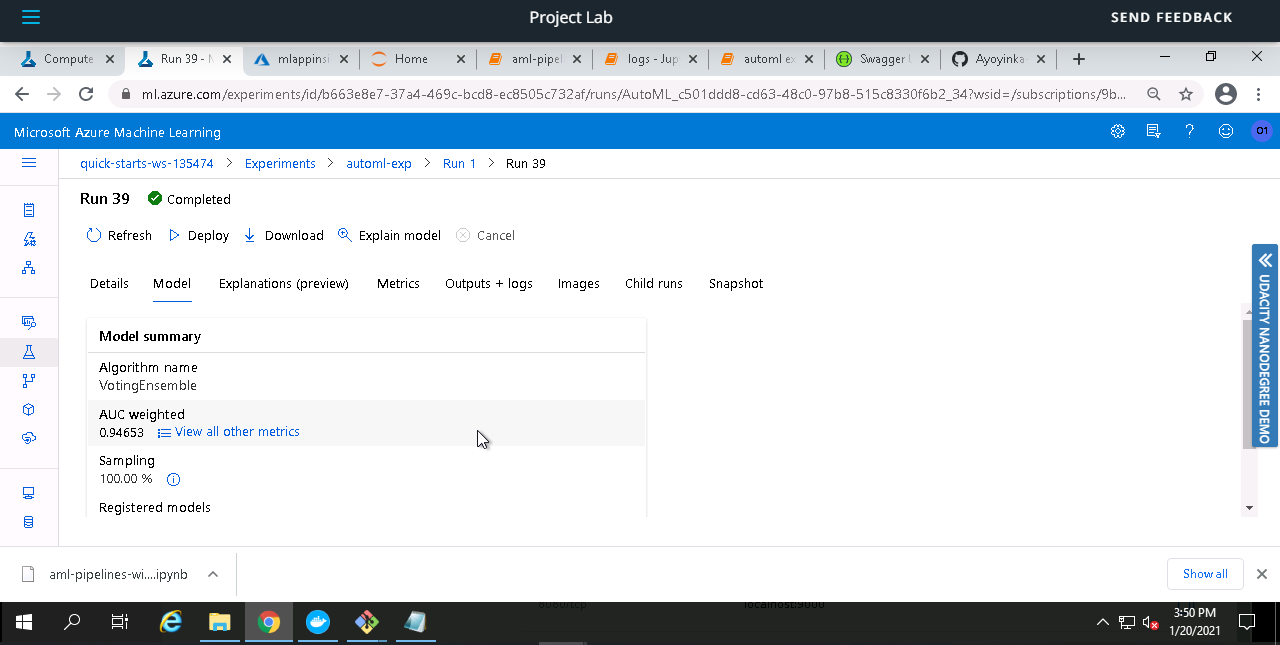 Project Lab
SEND FEEDBACK
Compute
Run 39 - M
mlappinsi
Home
aml-pipel
logs - Jup
automl ex
Swagger U
Ayoyinka
ml.azure.com/experiments/id/b663e8e7-37a4-469c-bcd8-ec8505c732af/runs/AutoML_c501ddd8-cd63-48c0-97b8-515c8330f6b2_34?wsid=/subscriptions/9b...
Microsoft Azure Machine Learning
01
quick-starts-ws-135474 > Experiments > automl-exp > Run 1 > Run 39
Run 39 Completed
Refresh Deploy Download Explain model Cancel
Details Model Explanations (preview) Metrics Outputs + logs Images Child runs Snapshot
UDACITY NANODEGREE DEMO
Model summary
Algorithm name
VotingEnsemble
AUC weighted
0.94653 View all other metrics
Sampling
100.00 %
Registered models
aml-pipelines-wi....ipynb
Show all
8080/tcp localhost:9000
3:50 PM
1/20/2021